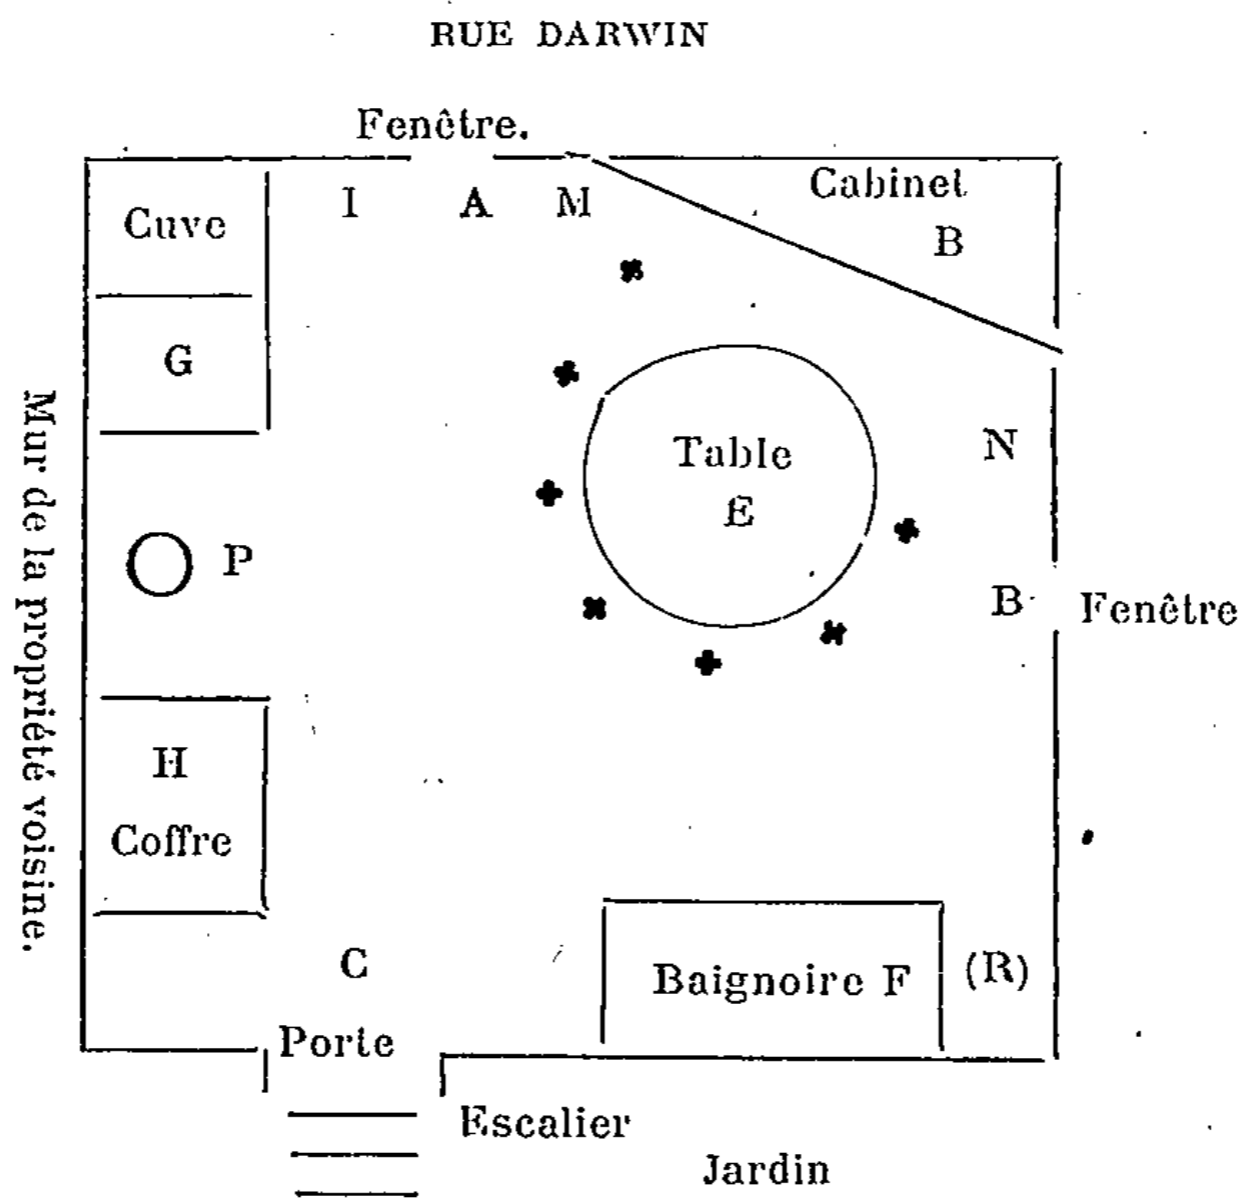 RUE DARWIN
Fenêtre.
Cabinet
I A M
Cuve
B
G
N
Table
E
P
B
Fenêtre
Mur de la propriété voisine.
H
Coffre
C
Baignoire F
(R)
Porte
Escalier
Jardin